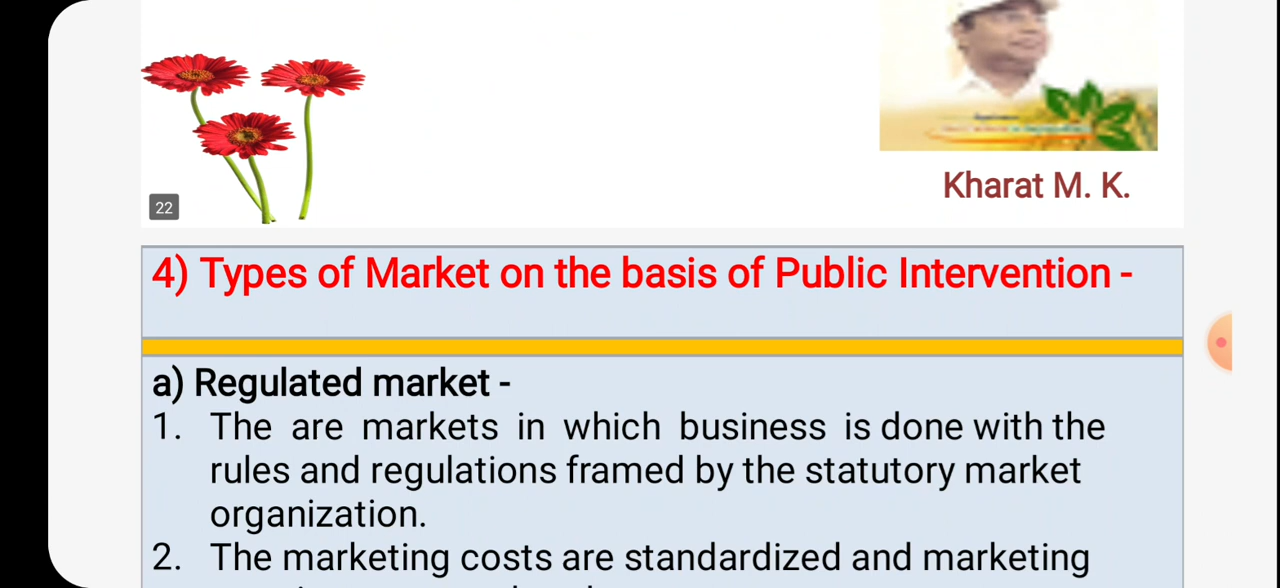 Kharat M. K.
22
4) Types of Market on the basis of Public Intervention -
a) Regulated market -
1. The are markets in which business is done with the
rules and regulations framed by the statutory market
organization.
2. The marketing costs are standardized and marketing